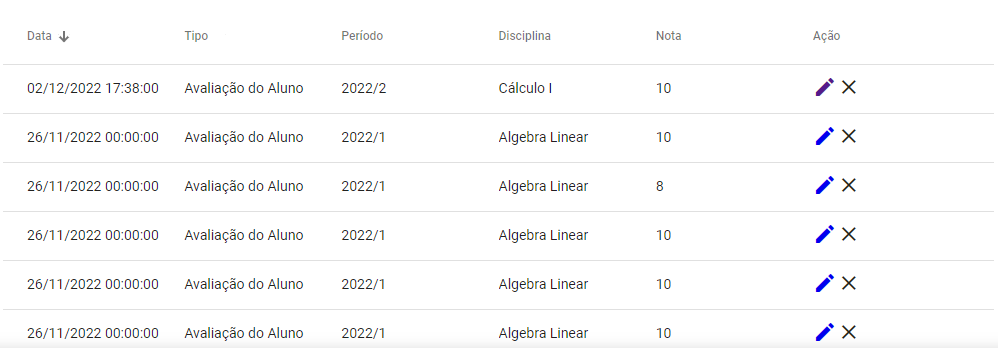 Data Tipo Período Disciplina Nota Ação
02/12/2022 17:38:00 Avaliação do Aluno 2022/2 Cálculo I 10
26/11/2022 00:00:00 Avaliação do Aluno 2022/1 Algebra Linear 10
26/11/2022 00:00:00 Avaliação do Aluno 2022/1 Algebra Linear 8
26/11/2022 00:00:00 Avaliação do Aluno 2022/1 Algebra Linear 10
26/11/2022 00:00:00 Avaliação do Aluno 2022/1 Algebra Linear 10
26/11/2022 00:00:00 Avaliação do Aluno 2022/1 Algebra Linear 10